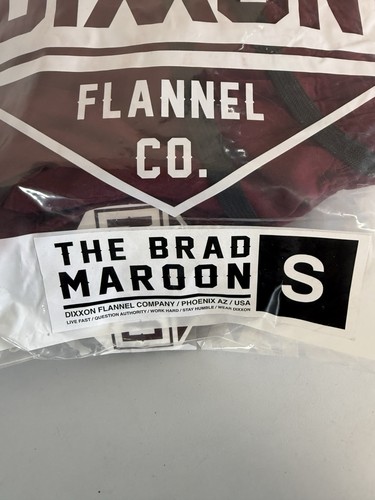 DIXXON
FLANNEL
CO.
THE BRAD
MAROON
S
DIXXON FLANNEL COMPANY / PHOENIX AZ / USA
LIVE FAST / QUESTION AUTHORITY / WORK HARD / STAY HUMBLE / WEAR DIXXON